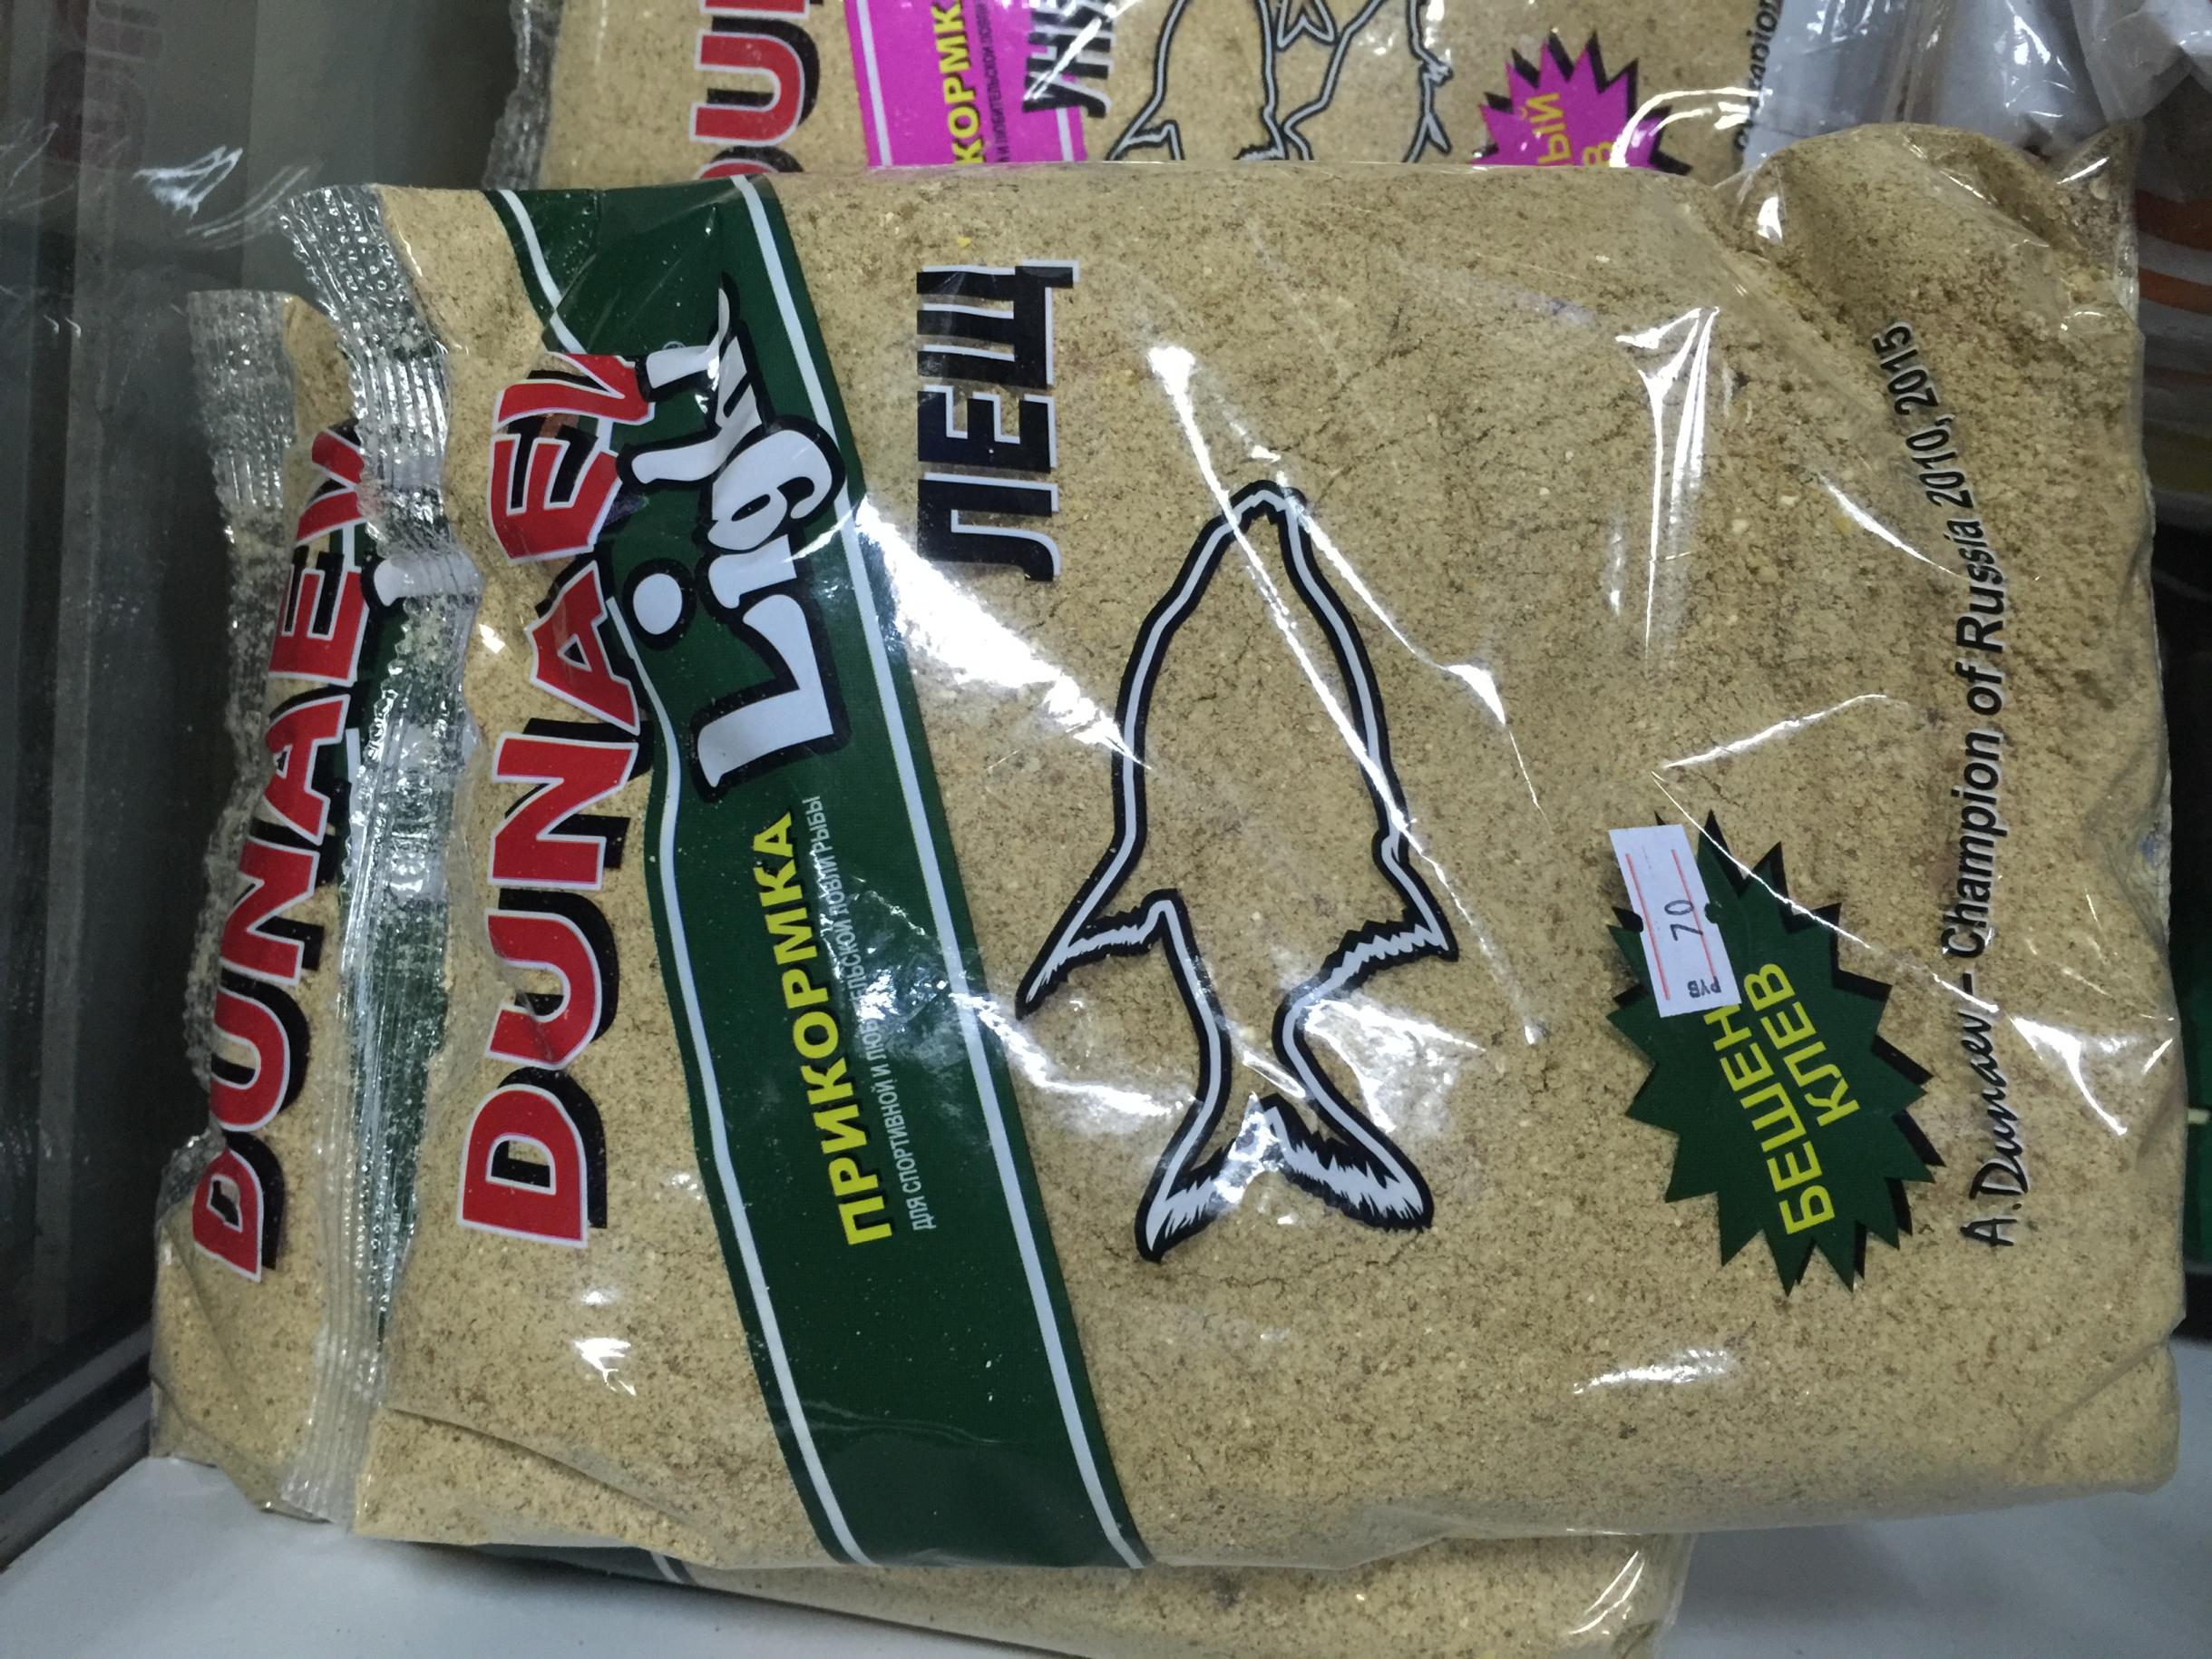 DUNAEV
Light
ПРИКОРМКА
ДЛЯ СПОРТИВНОЙ И ЛЮБИТЕЛЬСКОЙ ЛОВЛИ РЫБЫ
ЛЕЩ
70
РУБ
БЕШЕН
КЛЕВ
A.Dunaev - Champion of Russia 2010, 2015
DUNAEV